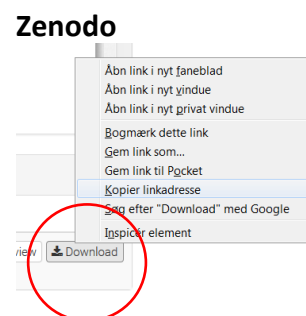 Zenodo
Åbn link i nyt faneblad
Åbn link i nyt vindue
Åbn link i nyt privat vindue
Bogmærk dette link
Gem link som...
Gem link til Pocket
Kopier linkadresse
Søg efter "Download" med Google
Inspicér element
view Download